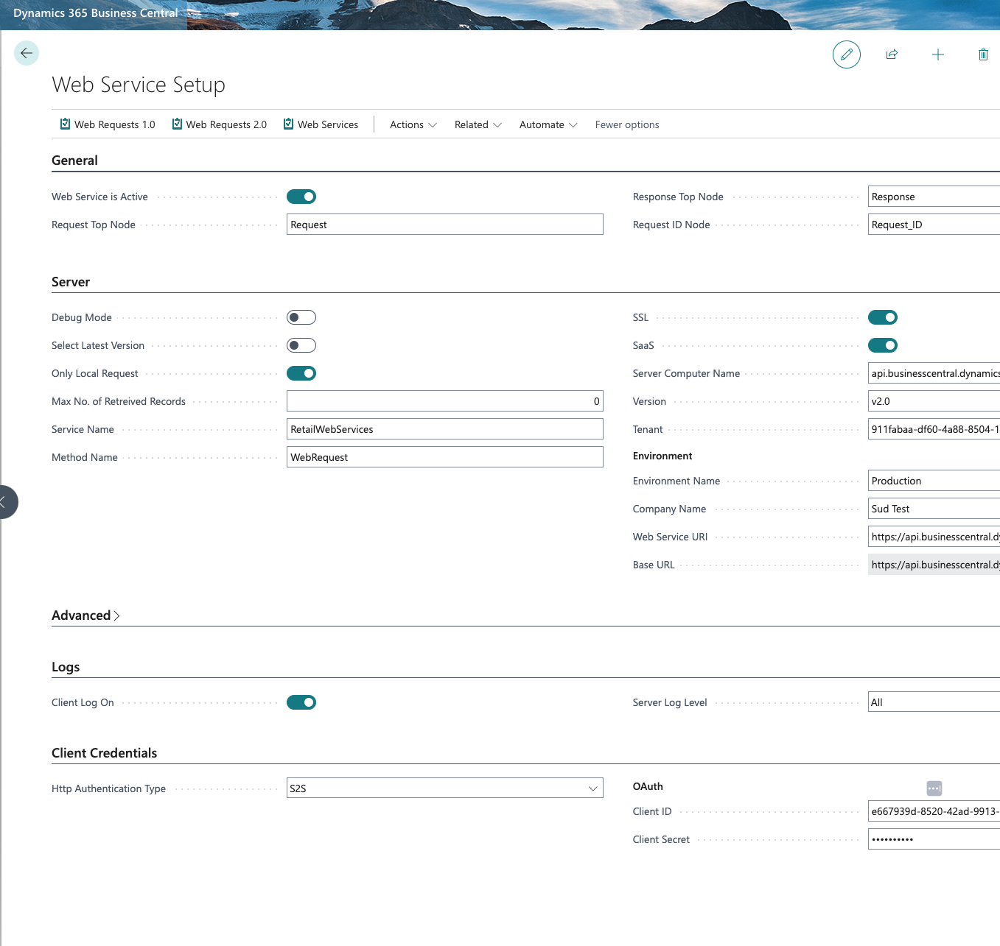 Dynamics 365 Business Central
Web Service Setup
Web Requests 1.0
Web Requests 2.0
Web Services
Actions
Related
Automate
Fewer options
General
Web Service is Active
Response Top Node
Response
Request Top Node
Request
Request ID Node
Request_ID
Server
Debug Mode
SSL
Select Latest Version
SaaS
Only Local Request
Server Computer Name
api.businesscentral.dynamics
Max No. of Retreived Records
0
Version
v2.0
Service Name
RetailWebServices
Tenant
911fabaa-df60-4a88-8504-1
Method Name
WebRequest
Environment
Environment Name
Production
Company Name
Sud Test
Web Service URI
https://api.businesscentral.dy
Base URL
https://api.businesscentral.dy
Advanced
Logs
Client Log On
Server Log Level
All
Client Credentials
Http Authentication Type
S2S
OAuth
Client ID
e667939d-8520-42ad-9913-
Client Secret
••••••••••